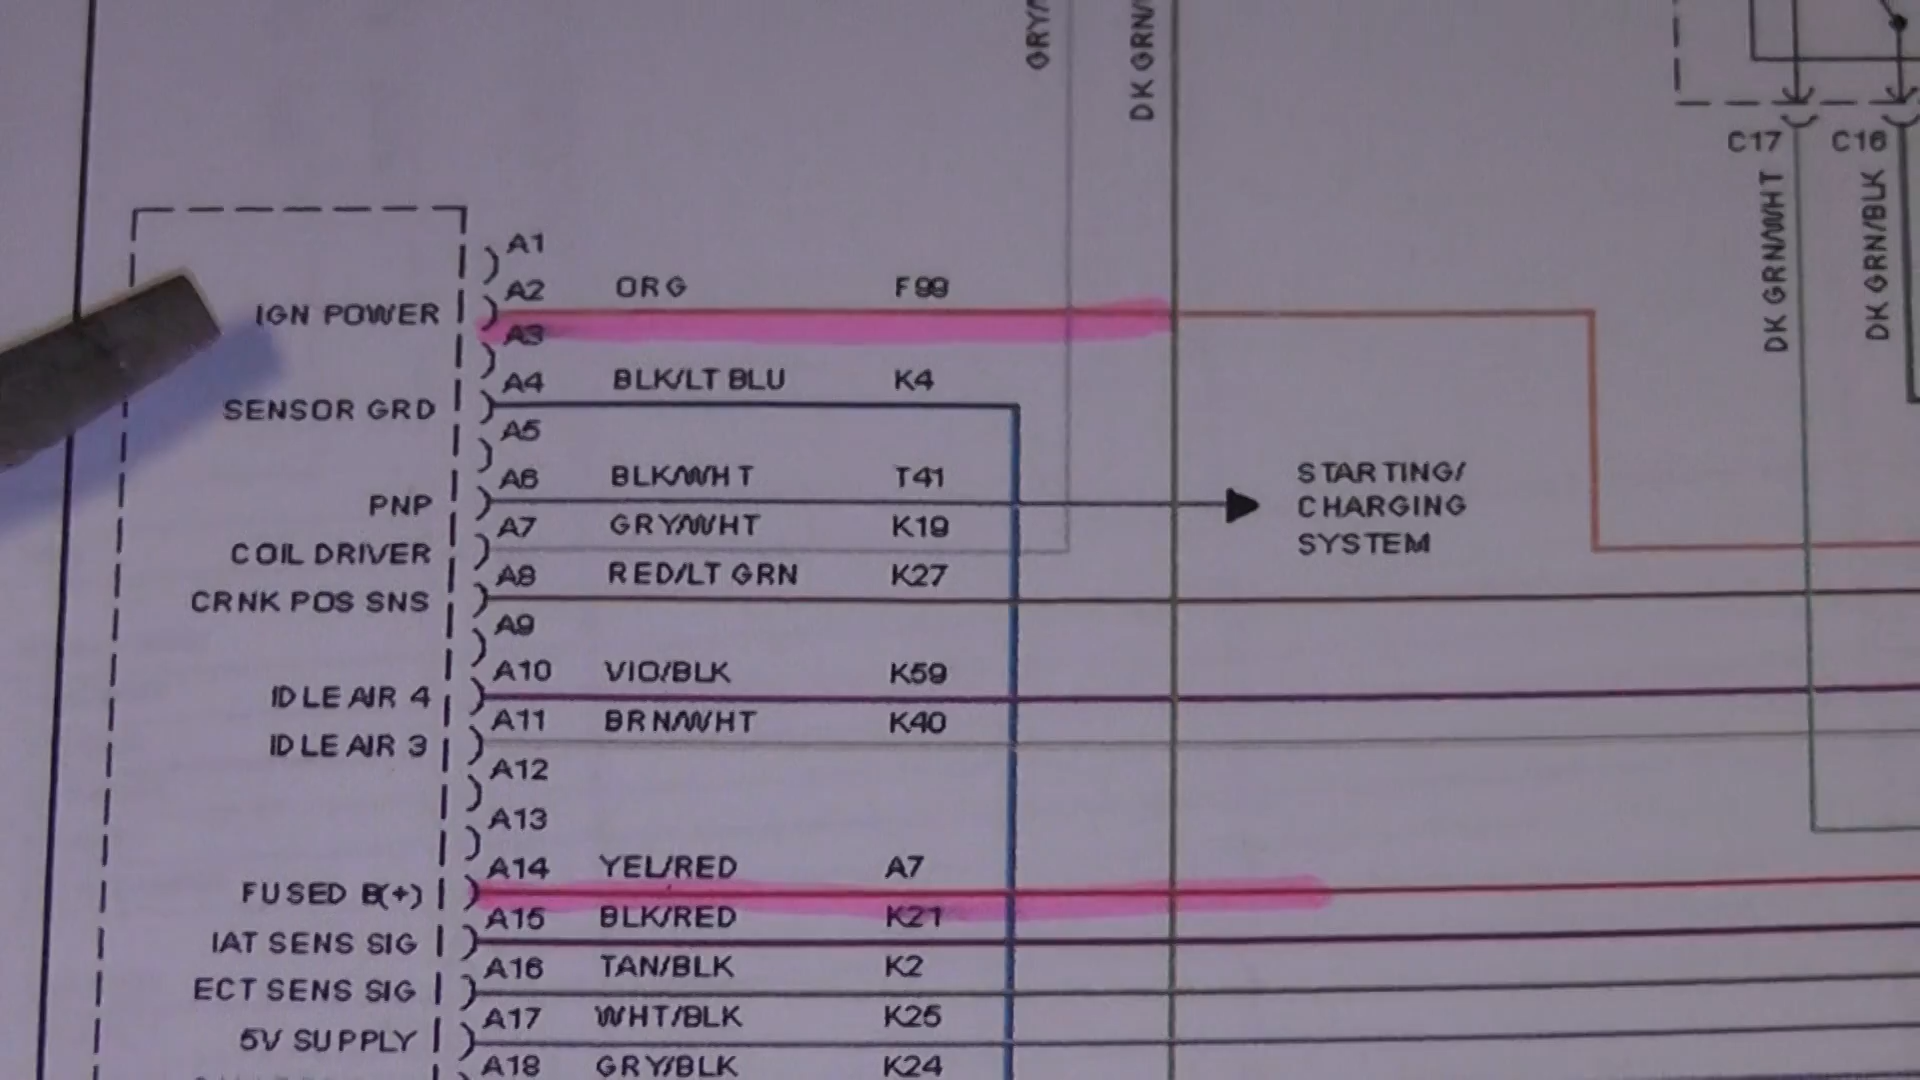 GRY/
DK GRN/
C17 C16
DK GRN/WHT
DK GRN/BLK
A1
IGN POWER A2 ORG F99
A3
SENSOR GRD A4 BLK/LT BLU K4
A5
PNP A6 BLK/WHT T41
STARTING/
CHARGING
SYSTEM
COIL DRIVER A7 GRY/WHT K19
CRNK POS SNS A8 RED/LT GRN K27
A9
IDLE AIR 4 A10 VIO/BLK K59
IDLE AIR 3 A11 BRN/WHT K40
A12
A13
FUSED B(+) A14 YEL/RED A7
IAT SENS SIG A15 BLK/RED K21
ECT SENS SIG A16 TAN/BLK K2
5V SUPPLY A17 WHT/BLK K25
A18 GRY/BLK K24